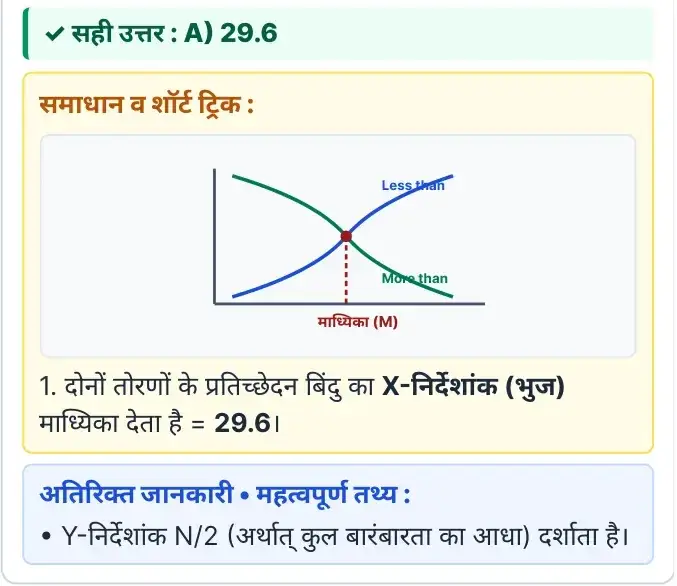 ✓ सही उत्तर : A) 29.6
समाधान व शॉर्ट ट्रिक :
Less than
More than
माध्यिका (M)
1. दोनों तोरणों के प्रतिच्छेदन बिंदु का X-निर्देशांक (भुज)
माध्यिका देता है = 29.6।
अतिरिक्त जानकारी • महत्वपूर्ण तथ्य :
• Y-निर्देशांक N/2 (अर्थात् कुल बारंबारता का आधा) दर्शाता है।